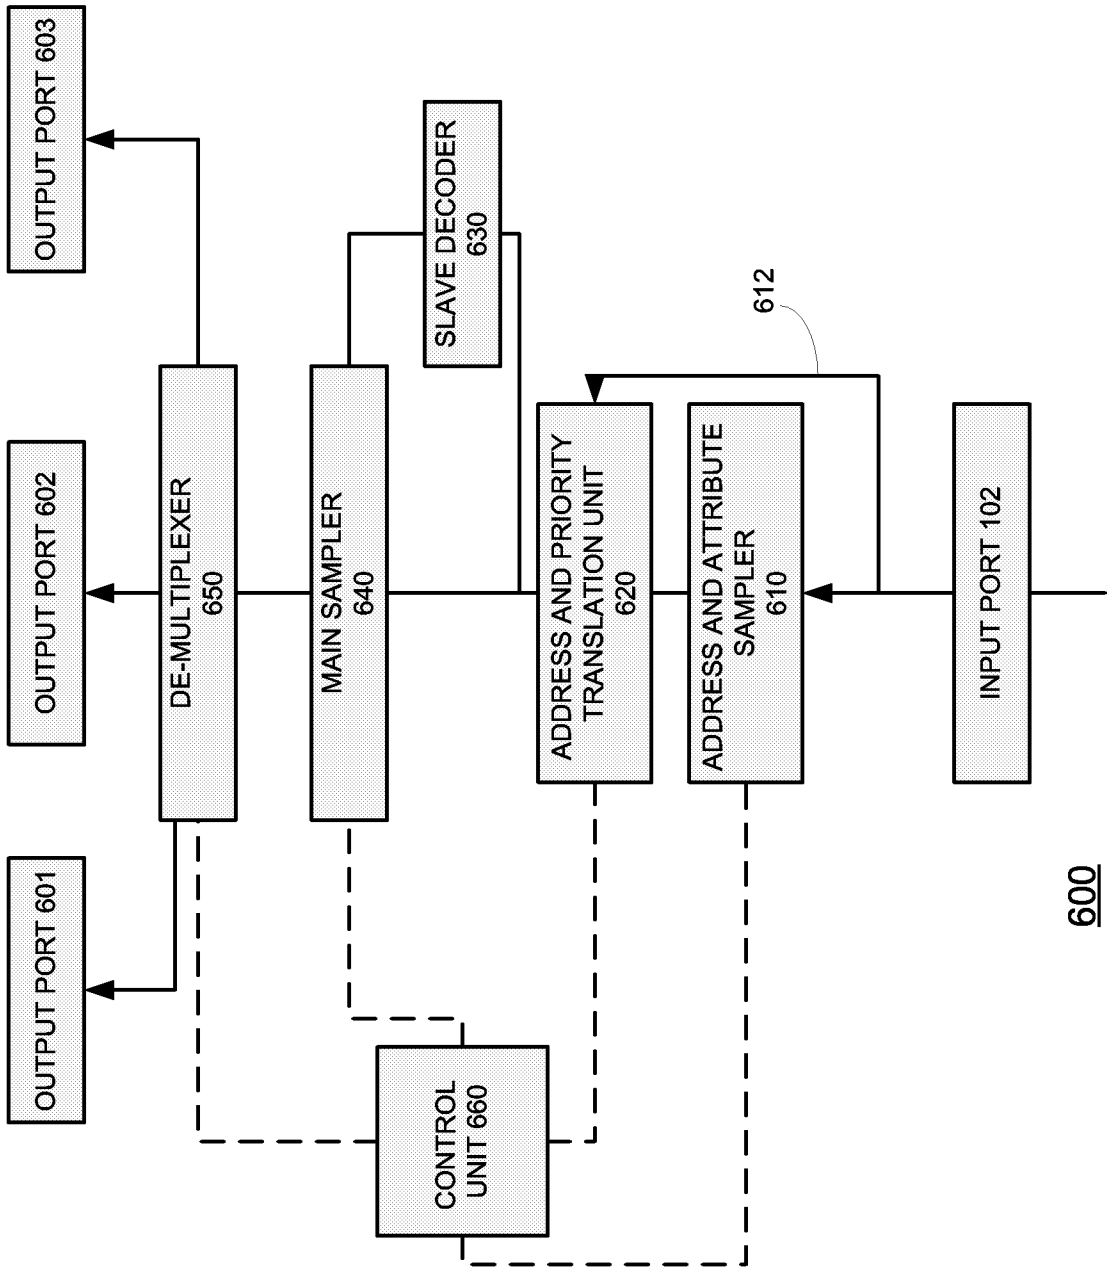 OUTPUT PORT 601
OUTPUT PORT 602
OUTPUT PORT 603
DE-MULTIPLEXER
650
MAIN SAMPLER
640
SLAVE DECODER
630
CONTROL
UNIT 660
ADDRESS AND PRIORITY
TRANSLATION UNIT
620
ADDRESS AND ATTRIBUTE
SAMPLER
610
612
INPUT PORT 102
600